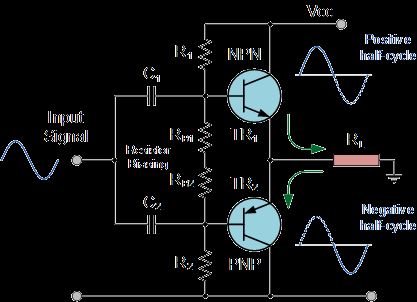 Vcc
R1
NPN
Positive
half-cycle
C1
Input
Signal
RB1
TR1
RL
Resistor
Biasing
C2
RB2
TR2
Negative
half-cycle
R2
PNP